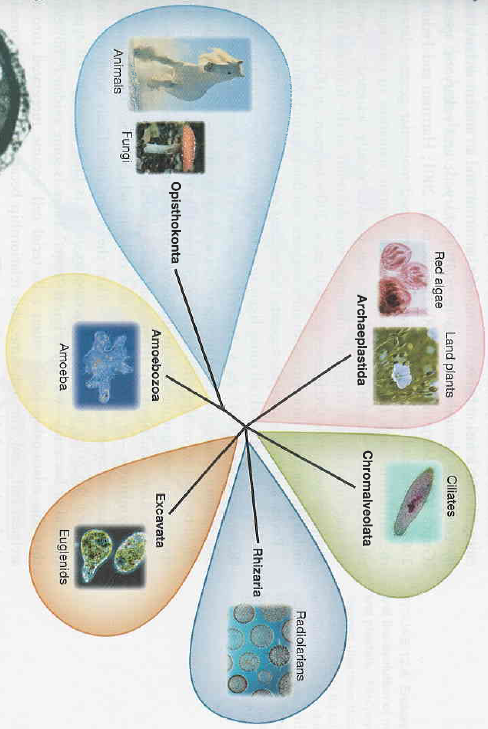 Red algae
Land plants
Archaeplastida
Ciliates
Chromalveolata
Radiolarians
Rhizaria
Animals
Fungi
Opisthokonta
Amoebozoa
Amoeba
Excavata
Euglenids